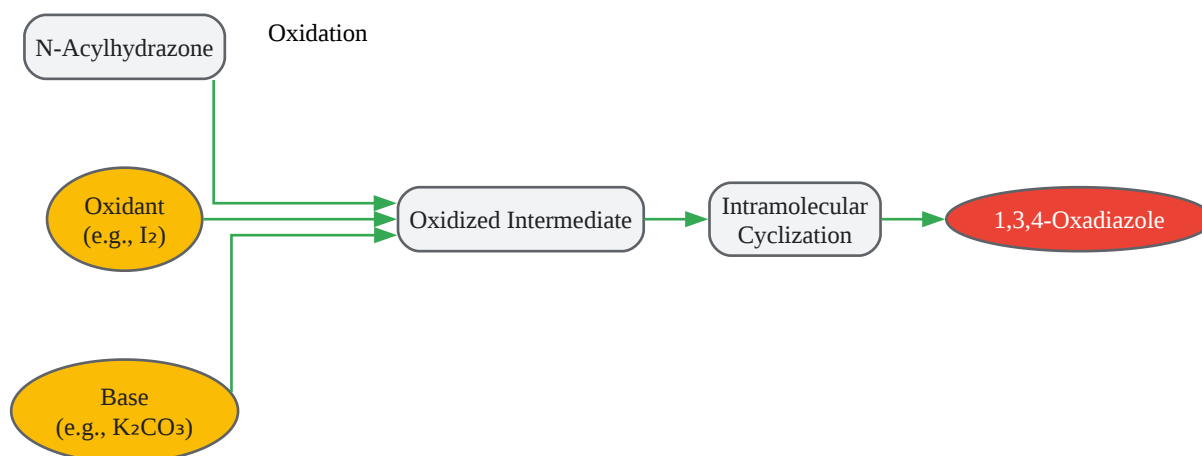 N-Acylhydrazone
Oxidation
Oxidant
(e.g., I₂)
Oxidized Intermediate
Intramolecular
Cyclization
1,3,4-Oxadiazole
Base
(e.g., K₂CO₃)